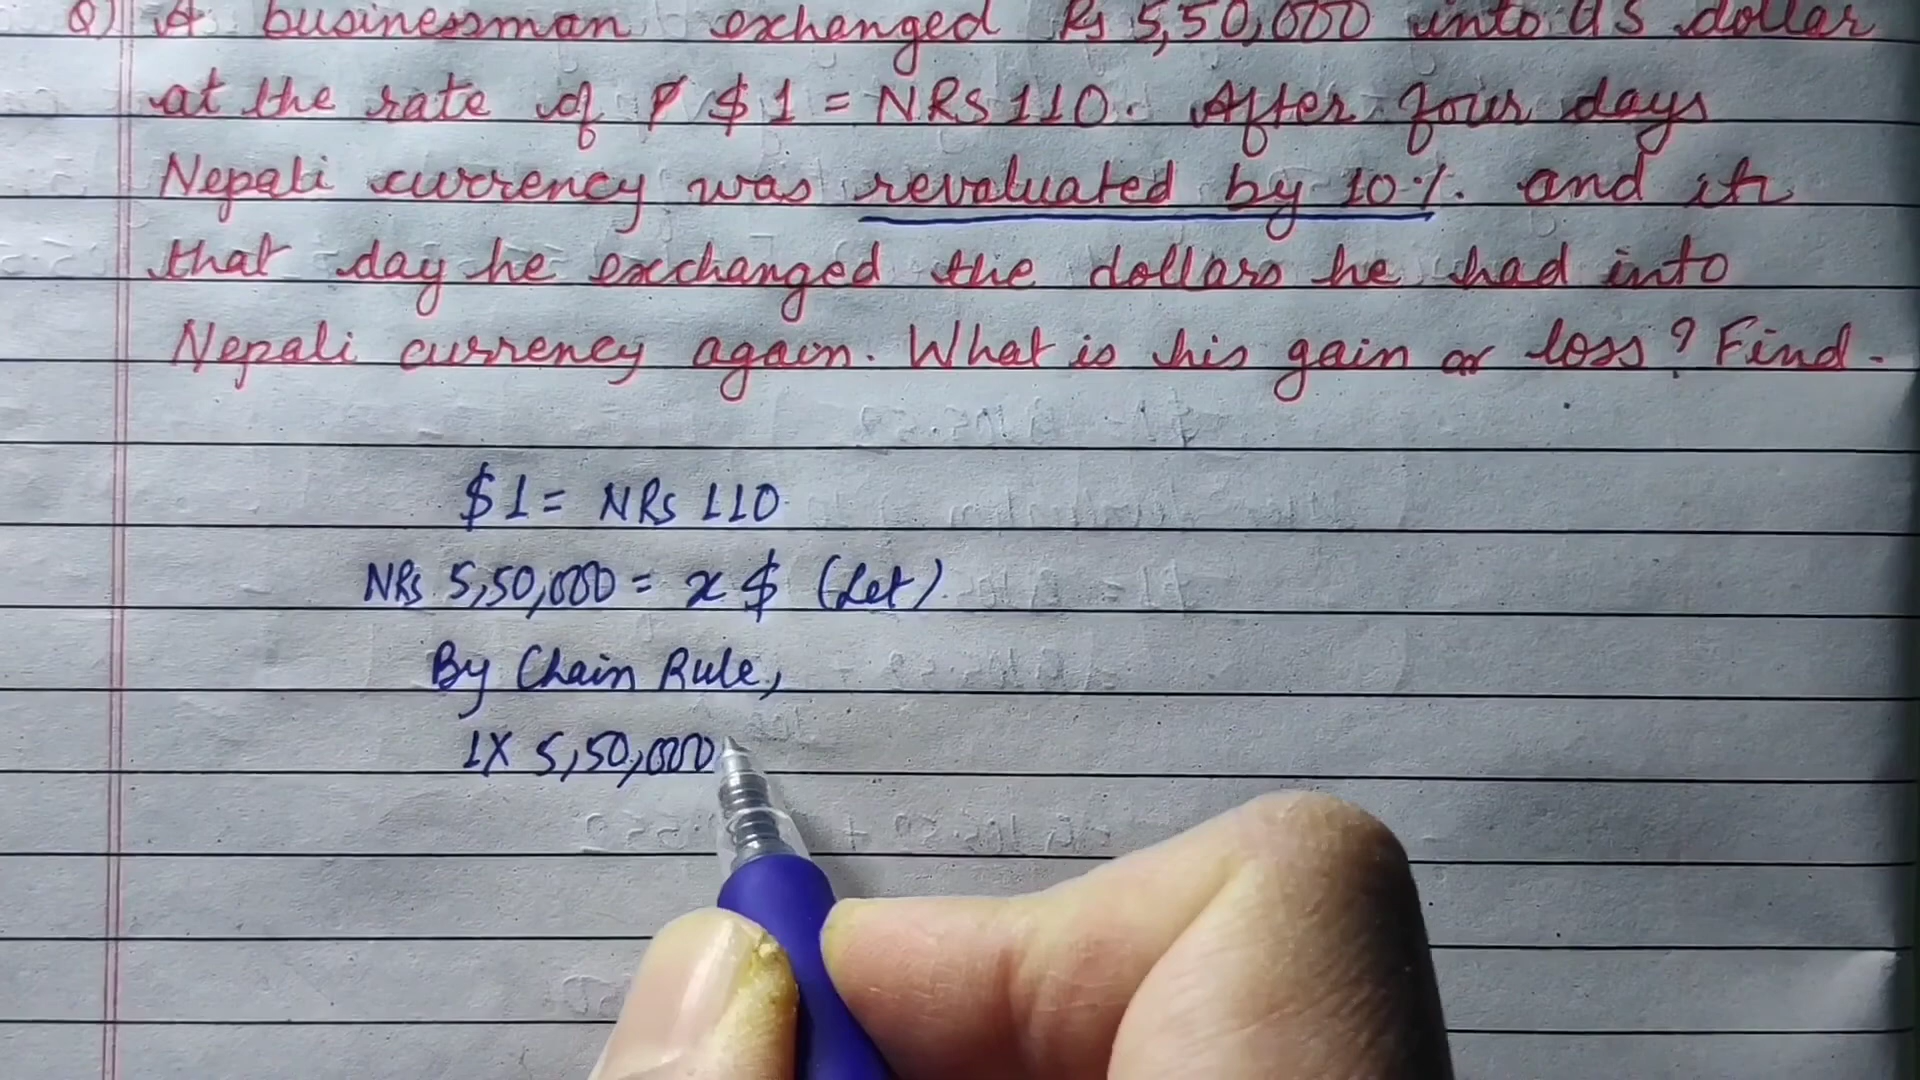 Q) A businessman exchanged Rs 5,50,000 into US dollar
at the rate of $1 = NRS 110. After four days
Nepali currency was revaluated by 10%. and in
that day he exchanged the dollars he had into
Nepali currency again. What is his gain or loss? Find.
$1 = NRs 110
NRs 5,50,000 = x $ (Let).
By Chain Rule,
1 X 5,50,000